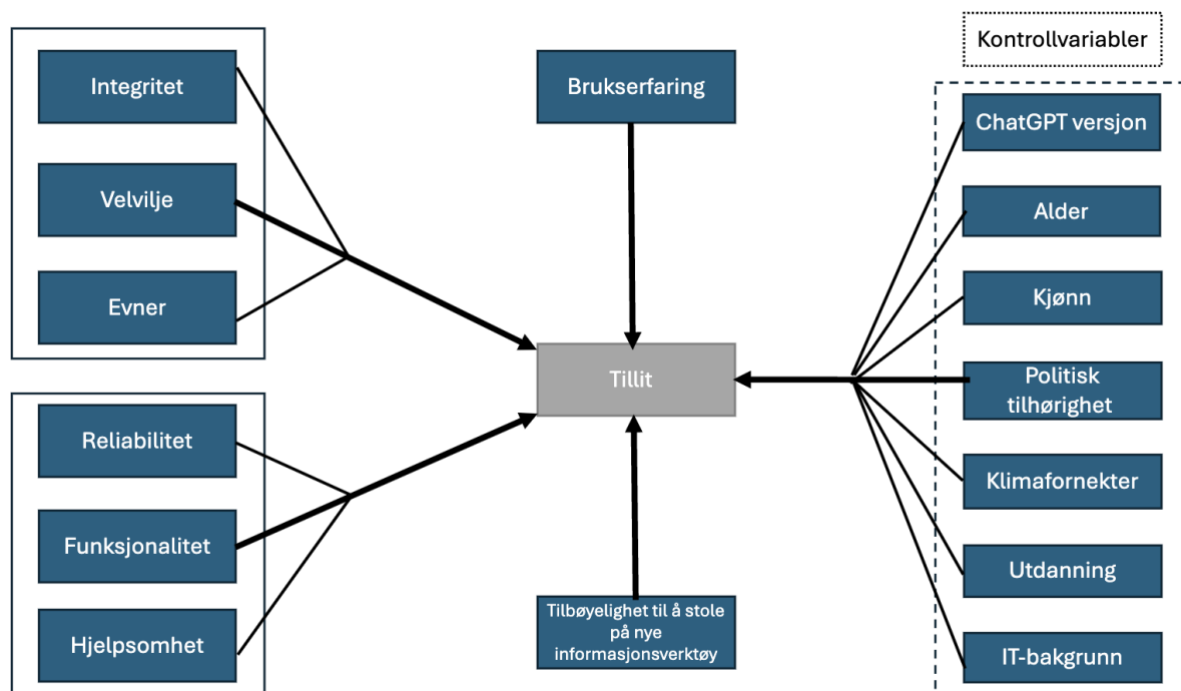 Kontrollvariabler
Integritet
Velvilje
Evner
Reliabilitet
Funksjonalitet
Hjelpsomhet
Brukserfaring
Tillit
Tilbøyelighet til å stole
på nye
informasjonsverktøy
ChatGPT versjon
Alder
Kjønn
Politisk
tilhørighet
Klimafornekter
Utdanning
IT-bakgrunn